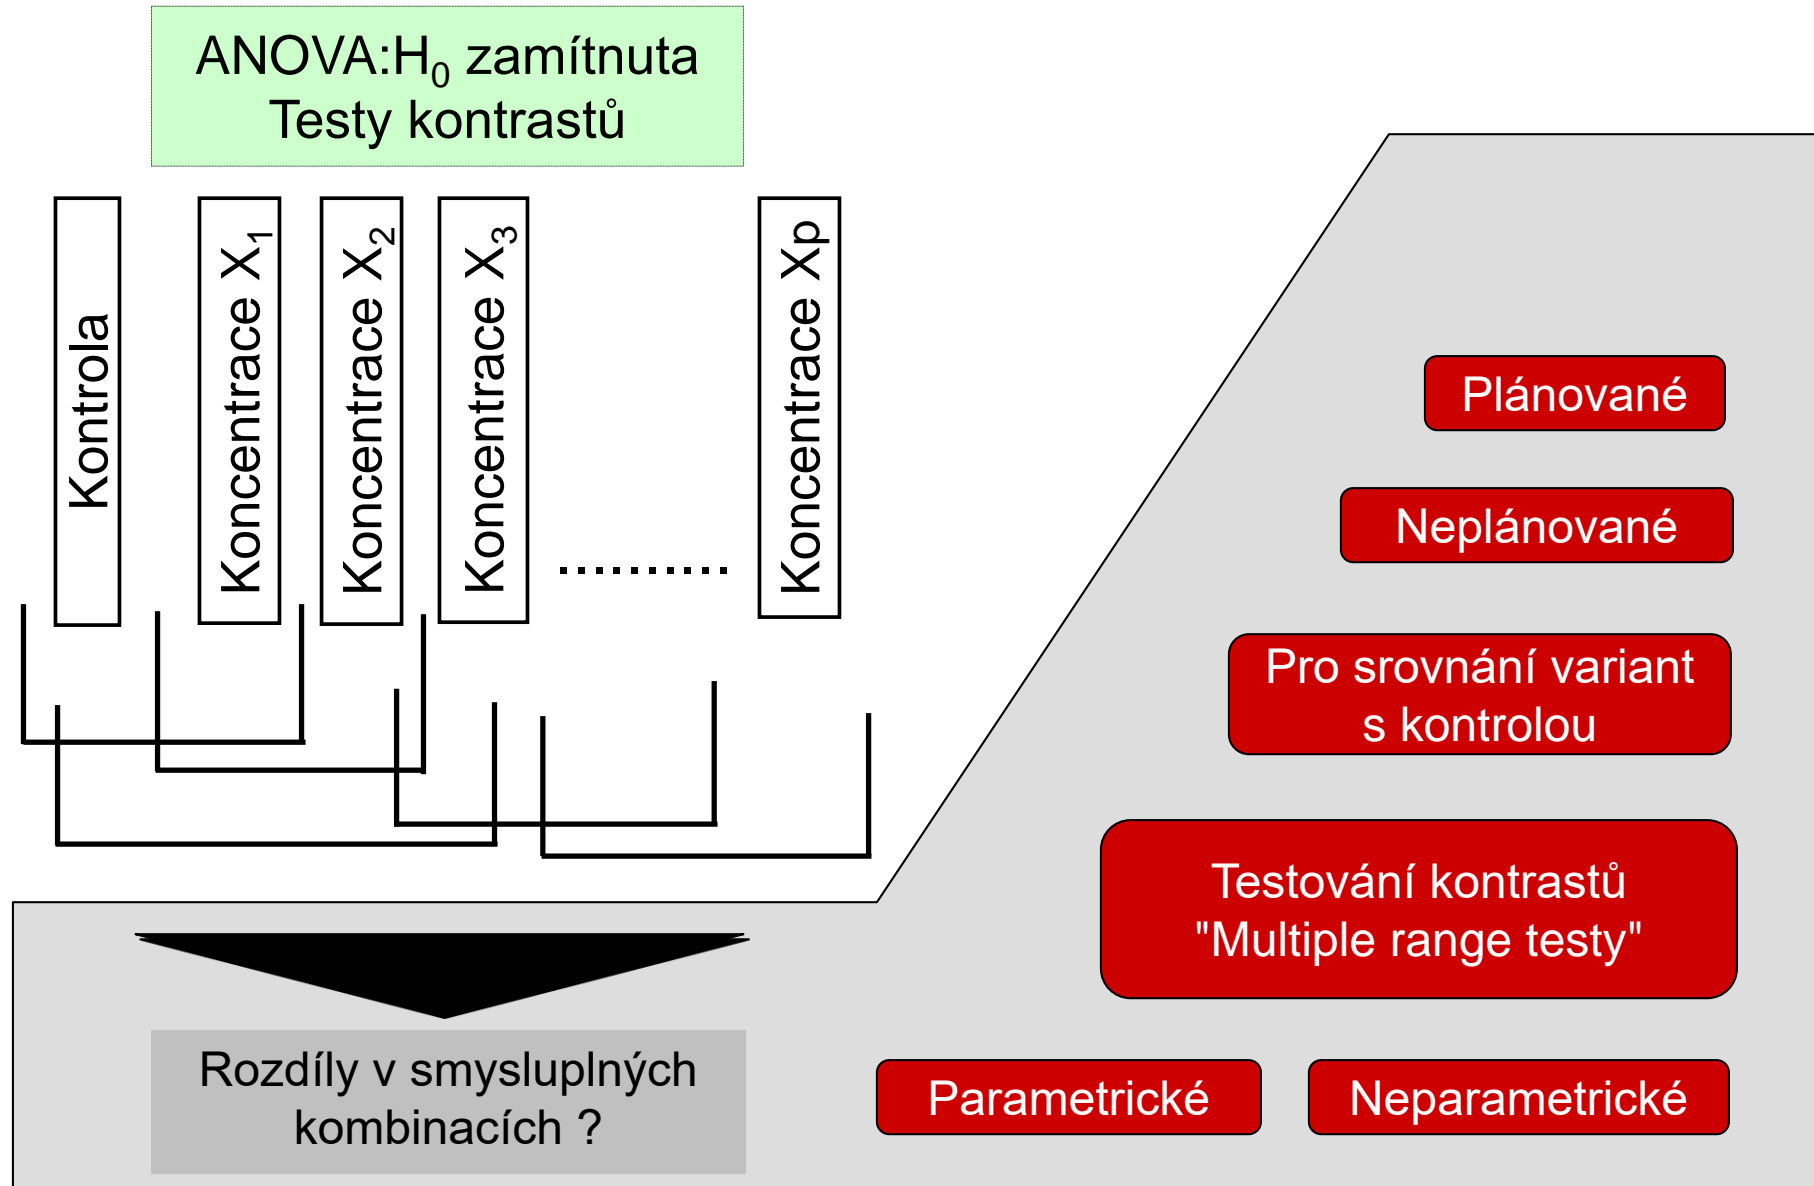 ANOVA:H₀ zamítnuta
Testy kontrastů
Kontrola
Koncentrace X₁
Koncentrace X₂
Koncentrace X₃
..........
Koncentrace Xp
Plánované
Neplánované
Pro srovnání variant
s kontrolou
Testování kontrastů
"Multiple range testy"
Rozdíly v smysluplných
kombinacích ?
Parametrické
Neparametrické